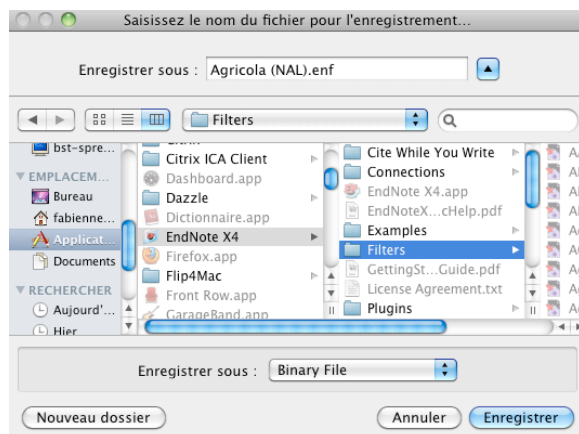 Saisissez le nom du fichier pour l'enregistrement...
Enregistrer sous : Agricola (NAL).enf
Filters
bst-spre...
EMPLACEM...
Bureau
fabienne...
Applicat...
Documents
RECHERCHER
Aujourd'...
Hier
Citrix ICA Client
Dashboard.app
Dazzle
Dictionnaire.app
EndNote X4
Firefox.app
Flip4Mac
Front Row.app
GarageBand.app
Cite While You Write
Connections
EndNote X4.app
EndNoteX...cHelp.pdf
Examples
Filters
GettingSt...Guide.pdf
License Agreement.txt
Plugins
Enregistrer sous : Binary File
Nouveau dossier Annuler Enregistrer